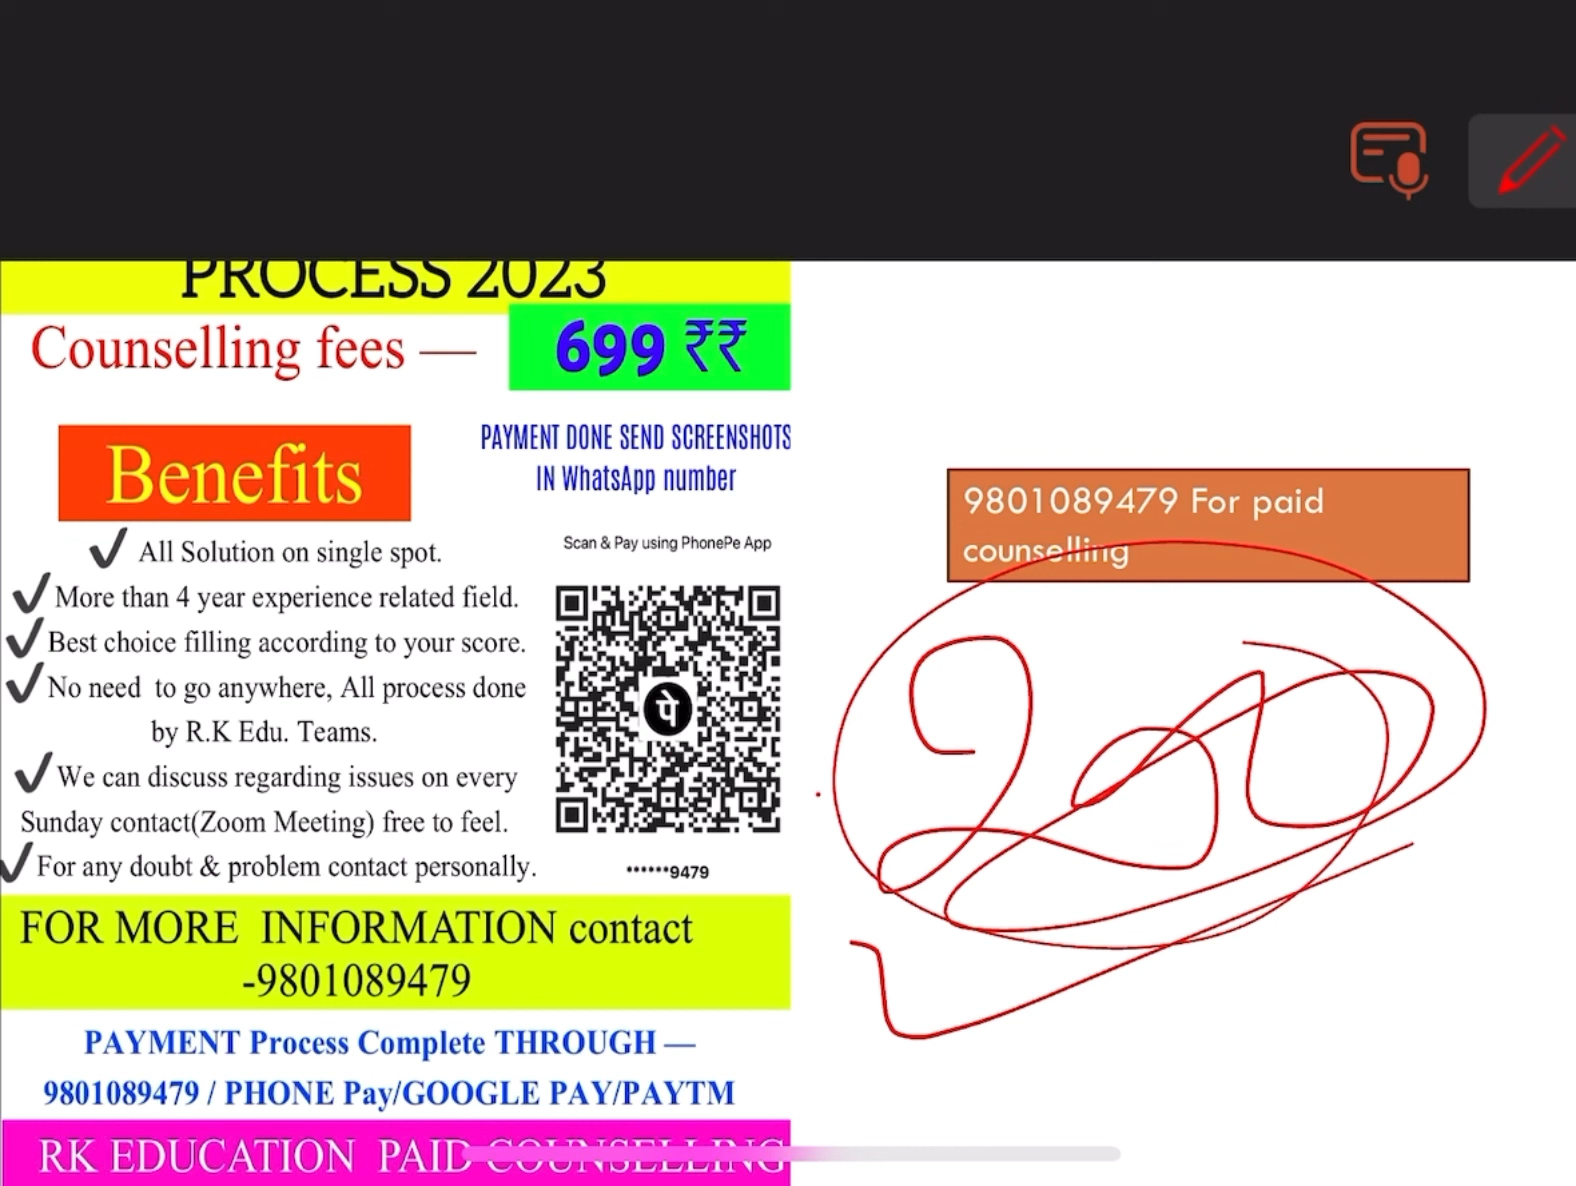 PROCESS 2023
Counselling fees —
699 ₹₹
Benefits
✔ All Solution on single spot.
✔ More than 4 year experience related field.
✔ Best choice filling according to your score.
✔ No need to go anywhere, All process done
by R.K Edu. Teams.
✔ We can discuss regarding issues on every
Sunday contact(Zoom Meeting) free to feel.
✔ For any doubt & problem contact personally.
PAYMENT DONE SEND SCREENSHOTS
IN WhatsApp number
Scan & Pay using PhonePe App
पे
******9479
FOR MORE INFORMATION contact
-9801089479
PAYMENT Process Complete THROUGH —
9801089479 / PHONE Pay/GOOGLE PAY/PAYTM
RK EDUCATION PAID COUNSELLING
9801089479 For paid
counselling
200